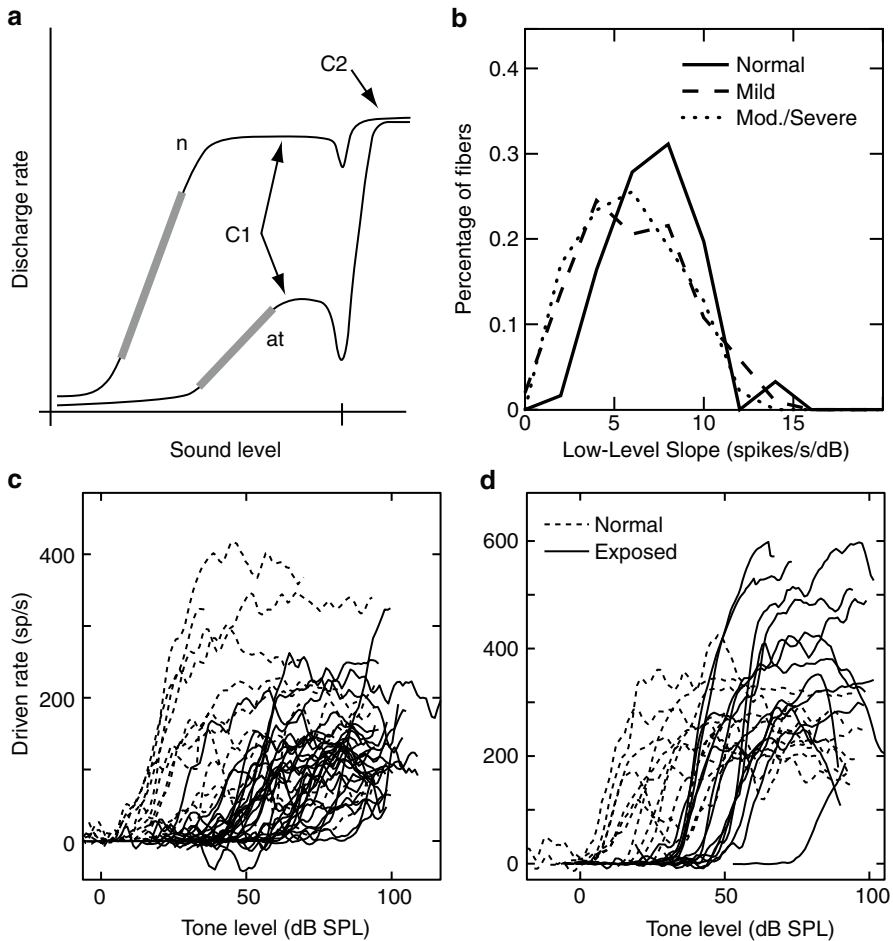 a
C2
n
C1
at
Discharge rate
Sound level
b
0.4
0.3
0.2
0.1
0
Normal
Mild
Mod./Severe
Percentage of fibers
0 5 10 15
Low-Level Slope (spikes/s/dB)
c
400
200
0
Driven rate (sp/s)
0 50 100
Tone level (dB SPL)
d
Normal
Exposed
600
400
200
0
0 50 100
Tone level (dB SPL)